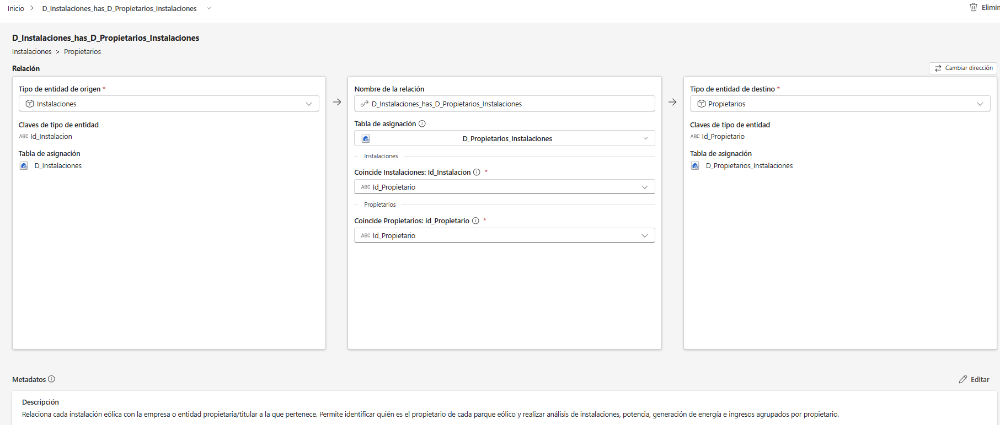 Inicio > D_Instalaciones_has_D_Propietarios_Instalaciones
Elimin
D_Instalaciones_has_D_Propietarios_Instalaciones
Instalaciones > Propietarios
Relación
Cambiar dirección
Tipo de entidad de origen *
Instalaciones
Claves de tipo de entidad
ABC Id_Instalacion
Tabla de asignación
D_Instalaciones
Nombre de la relación
D_Instalaciones_has_D_Propietarios_Instalaciones
Tabla de asignación
D_Propietarios_Instalaciones
Instalaciones
Coincide Instalaciones: Id_Instalacion *
ABC Id_Propietario
Propietarios
Coincide Propietarios: Id_Propietario *
ABC Id_Propietario
Tipo de entidad de destino *
Propietarios
Claves de tipo de entidad
ABC Id_Propietario
Tabla de asignación
D_Propietarios_Instalaciones
Metadatos
Editar
Descripción
Relaciona cada instalación eólica con la empresa o entidad propietaria/titular a la que pertenece. Permite identificar quién es el propietario de cada parque eólico y realizar análisis de instalaciones, potencia, generación de energía e ingresos agrupados por propietario.